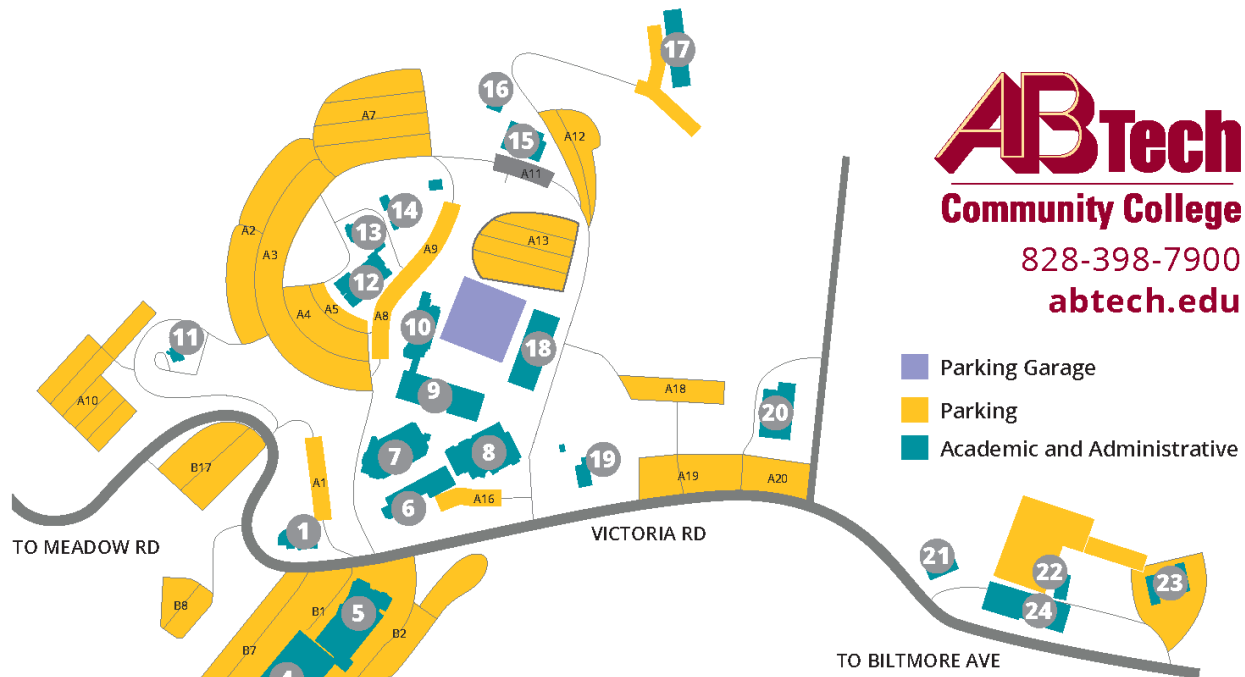 17
16
A7
A12
15
A11
14
A2
13
A9
A13
A3
12
A5
A4
A8
10
11
18
9
A18
A10
20
7
8
B17
19
A1
A19
A20
6
A16
1
TO MEADOW RD
VICTORIA RD
21
22
23
24
B8
B1
5
B2
B7
4
TO BILTMORE AVE
AB Tech
Community College
828-398-7900
abtech.edu
Parking Garage
Parking
Academic and Administrative